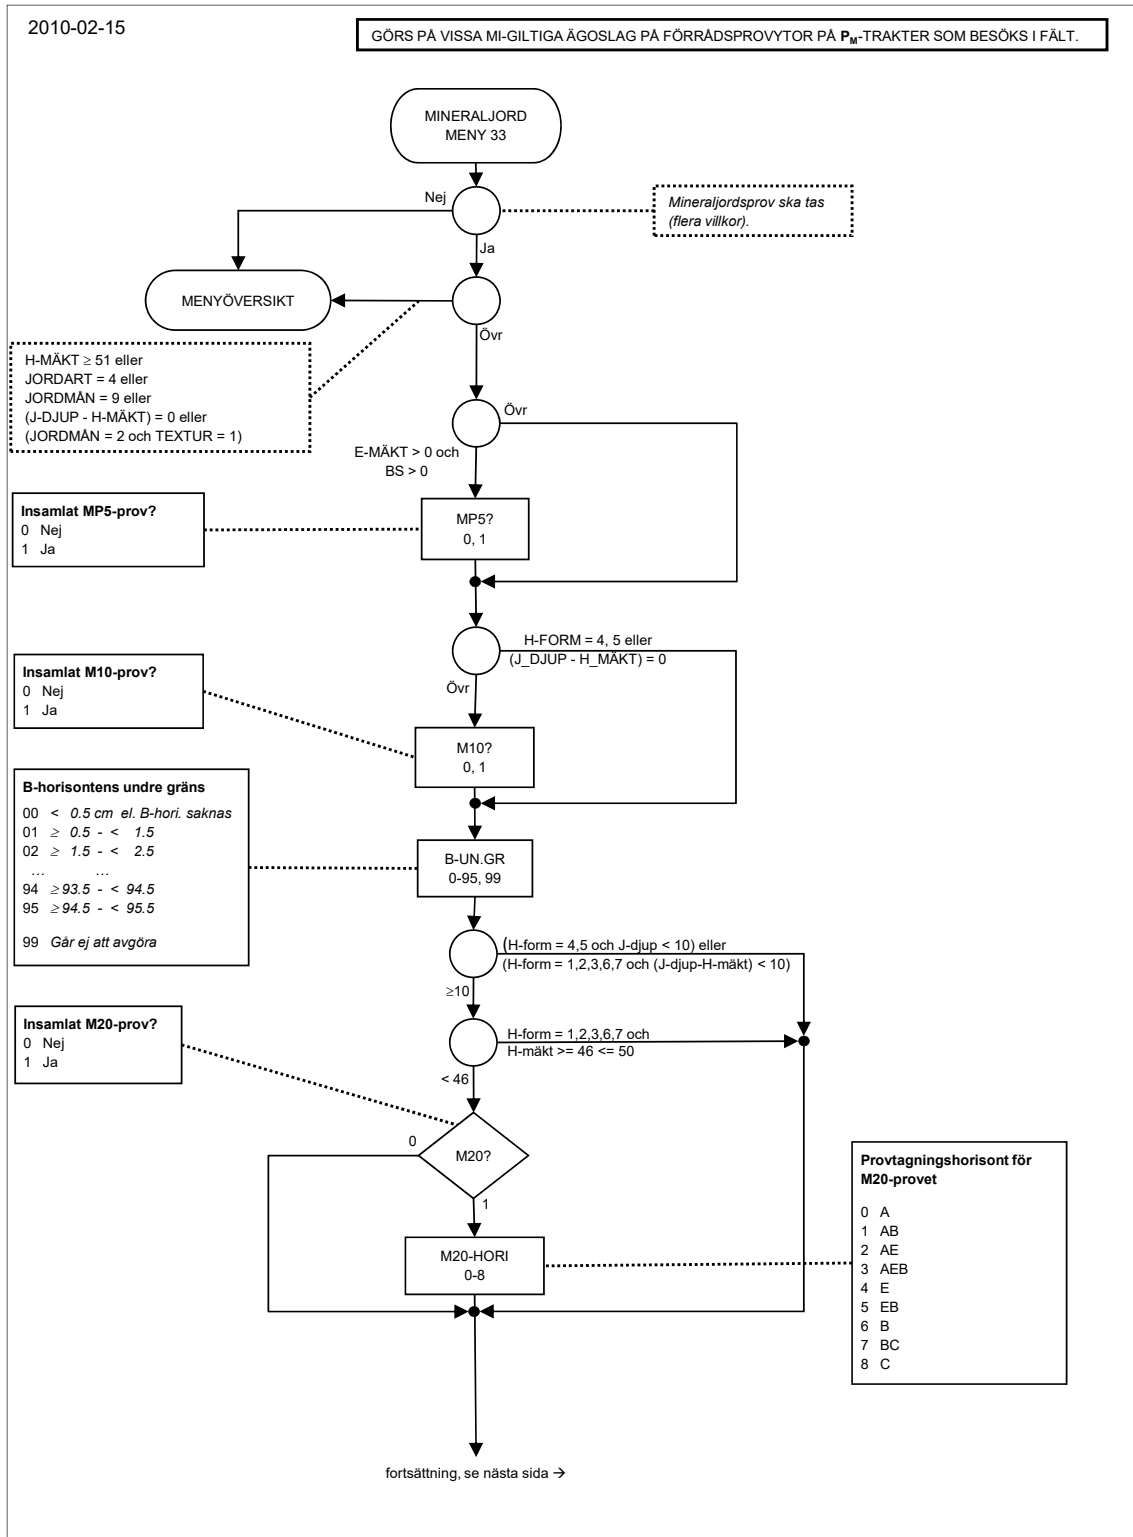 2010-02-15
GÖRS PÅ VISSA MI-GILTIGA ÄGOSLAG PÅ FÖRRÅDSPROVYTOR PÅ PM-TRAKTER SOM BESÖKS I FÄLT.
MINERALJORD
MENY 33
Nej
Mineraljordsprov ska tas
(flera villkor).
Ja
MENYÖVERSIKT
Övr
H-MÄKT ≥ 51 eller
JORDART = 4 eller
JORDMÅN = 9 eller
(J-DJUP - H-MÄKT) = 0 eller
(JORDMÅN = 2 och TEXTUR = 1)
Övr
E-MÄKT > 0 och
BS > 0
Insamlat MP5-prov?
0 Nej
1 Ja
MP5?
0, 1
H-FORM = 4, 5 eller
(J_DJUP - H_MÄKT) = 0
Övr
Insamlat M10-prov?
0 Nej
1 Ja
M10?
0, 1
B-horisontens undre gräns
00 < 0.5 cm el. B-hori. saknas
01 ≥ 0.5 - < 1.5
02 ≥ 1.5 - < 2.5
... ...
94 ≥ 93.5 - < 94.5
95 ≥ 94.5 - < 95.5
99 Går ej att avgöra
B-UN.GR
0-95, 99
(H-form = 4,5 och J-djup < 10) eller
(H-form = 1,2,3,6,7 och (J-djup-H-mäkt) < 10)
≥10
Insamlat M20-prov?
0 Nej
1 Ja
H-form = 1,2,3,6,7 och
H-mäkt >= 46 <= 50
< 46
0
M20?
1
M20-HORI
0-8
Provtagningshorisont för
M20-provet
0 A
1 AB
2 AE
3 AEB
4 E
5 EB
6 B
7 BC
8 C
fortsättning, se nästa sida →